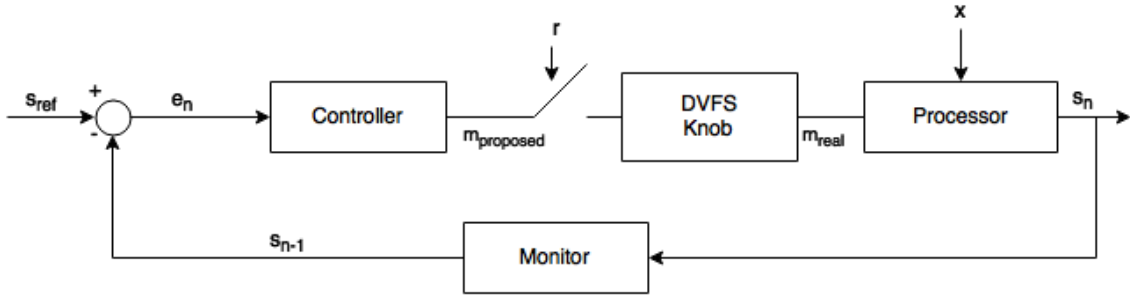 r
x
+
s_ref
-
e_n
Controller
m_proposed
DVFS
Knob
m_real
Processor
s_n
s_n-1
Monitor